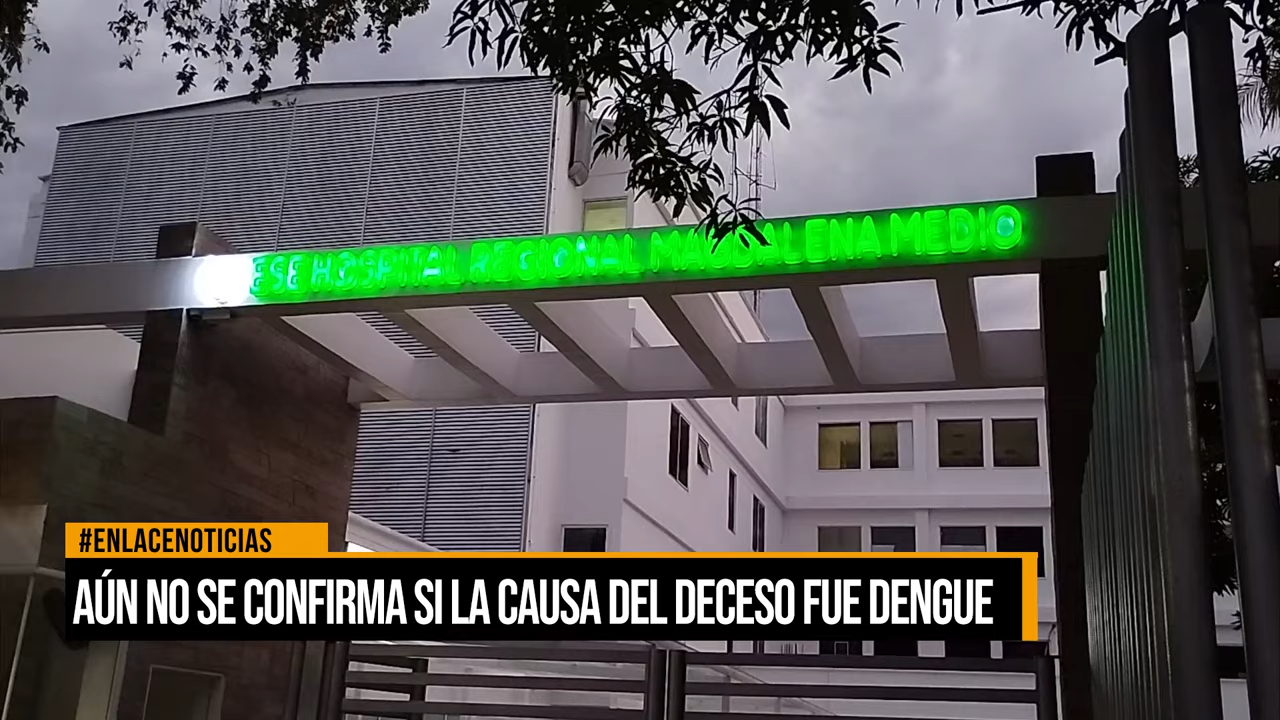 ESE HOSPITAL REGIONAL MAGDALENA MEDIO
#ENLACENOTICIAS
AÚN NO SE CONFIRMA SI LA CAUSA DEL DECESO FUE DENGUE